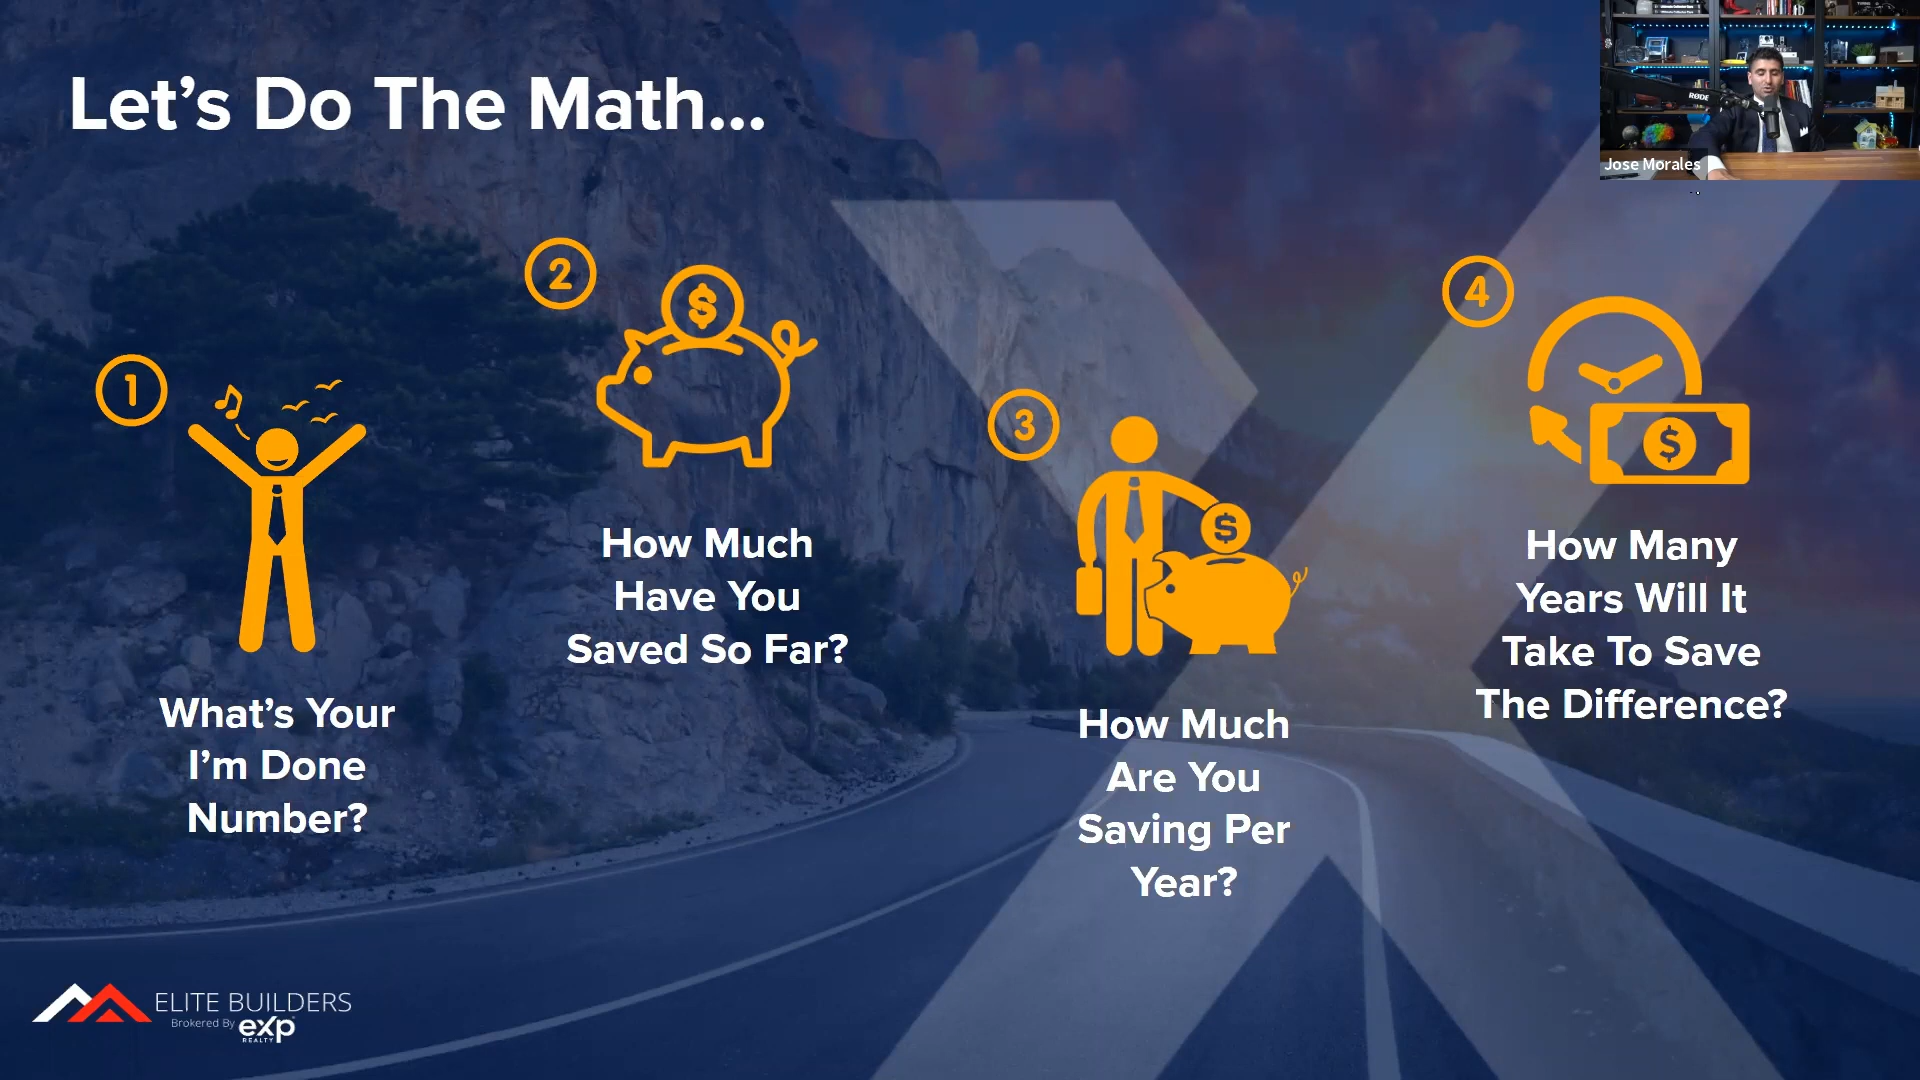 Let’s Do The Math...
RØDE
Jose Morales
1
What’s Your
I’m Done
Number?
2
$
How Much
Have You
Saved So Far?
3
$
How Much
Are You
Saving Per
Year?
4
$
How Many
Years Will It
Take To Save
The Difference?
ELITE BUILDERS
Brokered By eXp
REALTY